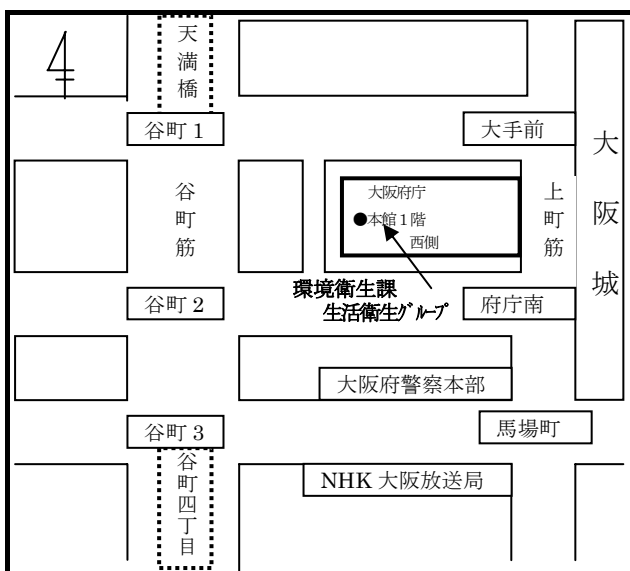 天満橋
谷町1
大手前
大阪城
谷町筋
大阪府庁
●本館1階
西側
上町筋
環境衛生課
生活衛生グループ
谷町2
府庁南
大阪府警察本部
谷町3
馬場町
谷町四丁目
NHK 大阪放送局